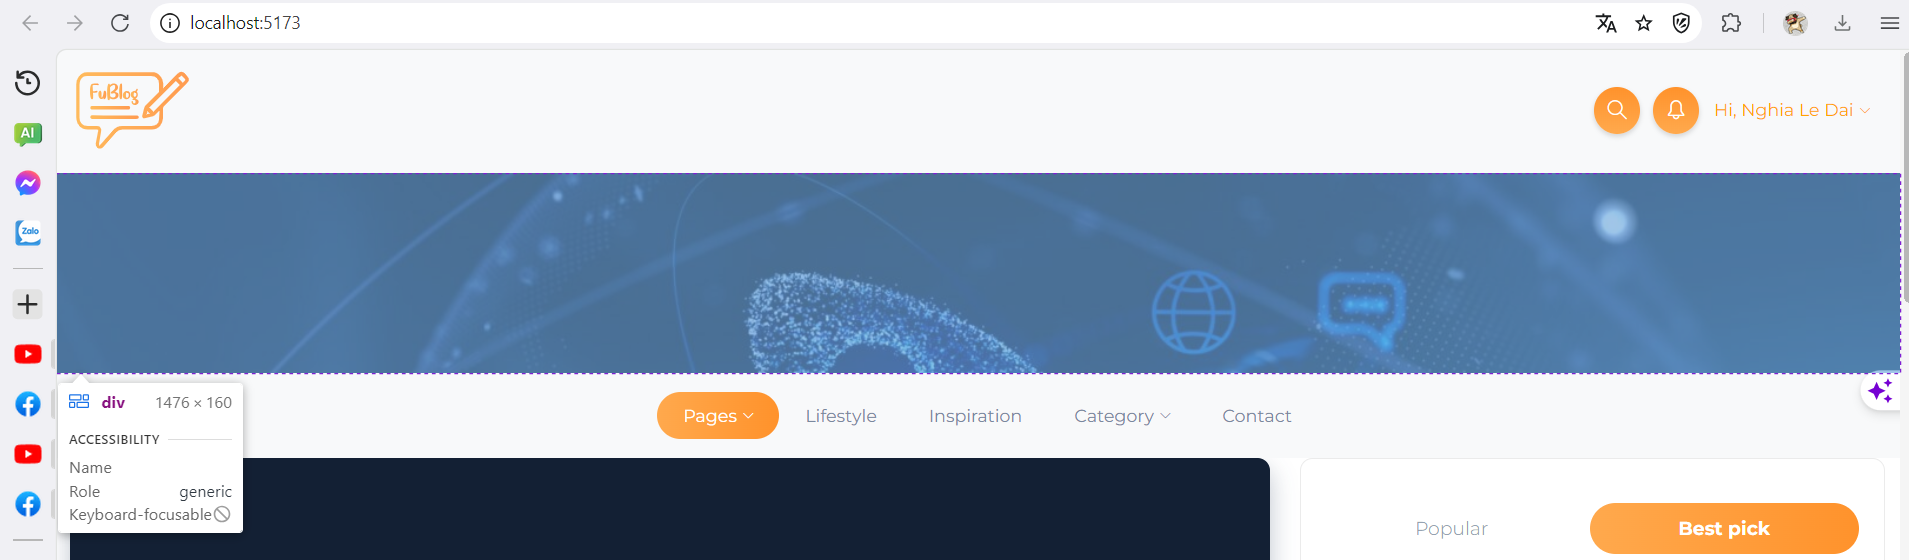 localhost:5173
AI
FuBlog
Hi, Nghia Le Dai
Zalo
div 1476 × 160
ACCESSIBILITY
Name
Role generic
Keyboard-focusable
Pages
Lifestyle
Inspiration
Category
Contact
Popular
Best pick